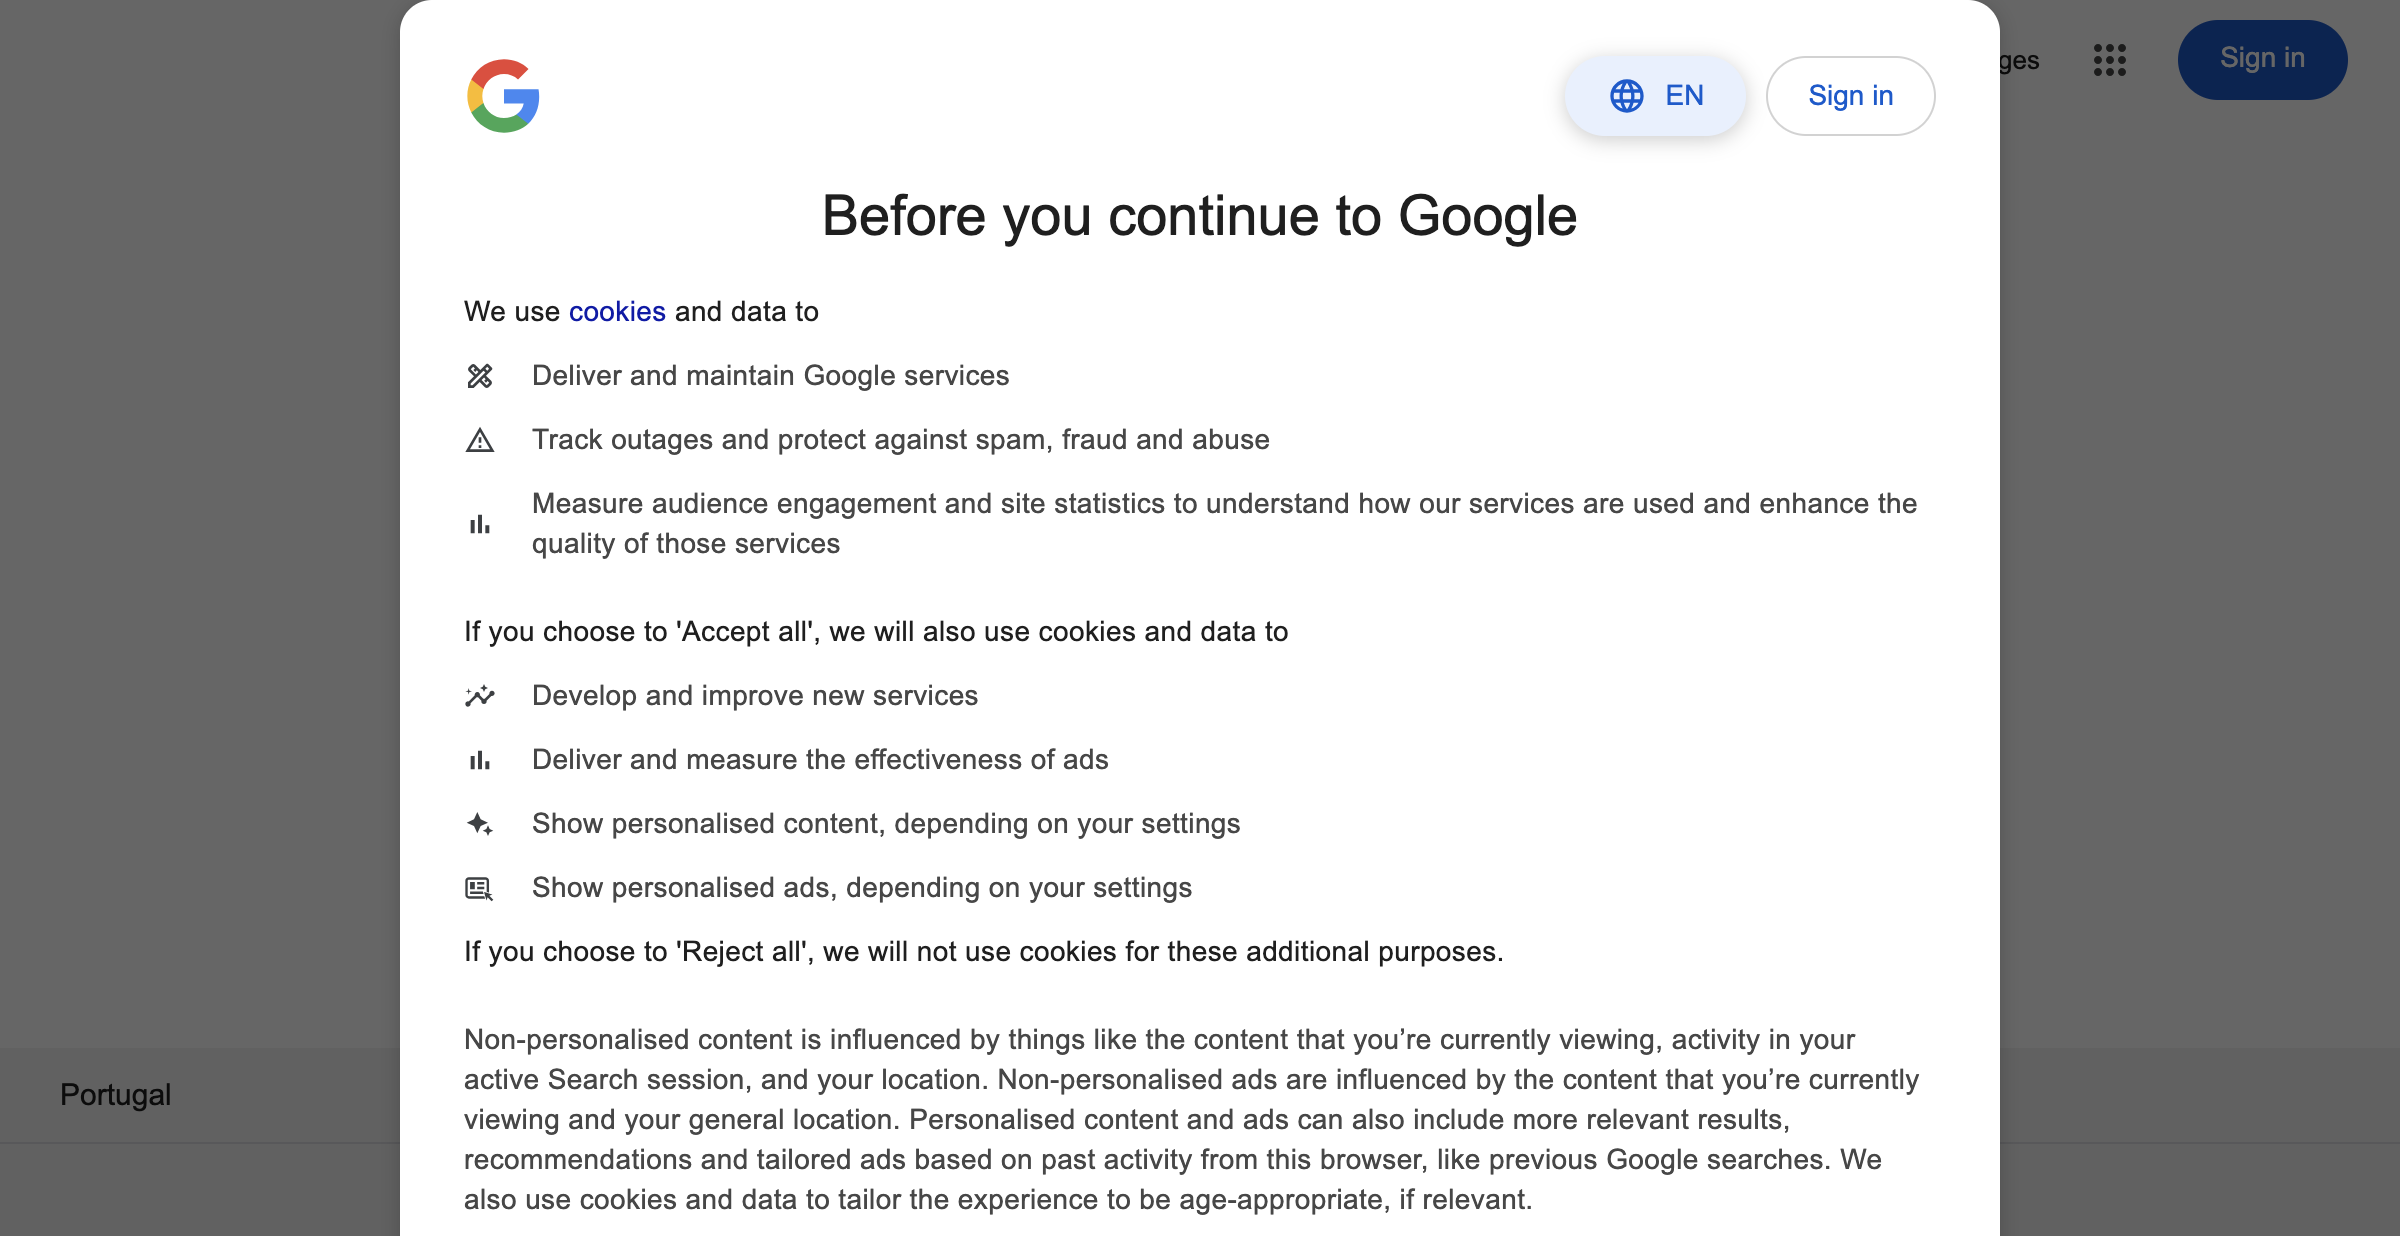 ges
Sign in
EN
Sign in
Before you continue to Google
We use cookies and data to
Deliver and maintain Google services
Track outages and protect against spam, fraud and abuse
Measure audience engagement and site statistics to understand how our services are used and enhance the
quality of those services
If you choose to 'Accept all', we will also use cookies and data to
Develop and improve new services
Deliver and measure the effectiveness of ads
Show personalised content, depending on your settings
Show personalised ads, depending on your settings
If you choose to 'Reject all', we will not use cookies for these additional purposes.
Non-personalised content is influenced by things like the content that you’re currently viewing, activity in your
active Search session, and your location. Non-personalised ads are influenced by the content that you’re currently
viewing and your general location. Personalised content and ads can also include more relevant results,
recommendations and tailored ads based on past activity from this browser, like previous Google searches. We
also use cookies and data to tailor the experience to be age-appropriate, if relevant.
Portugal